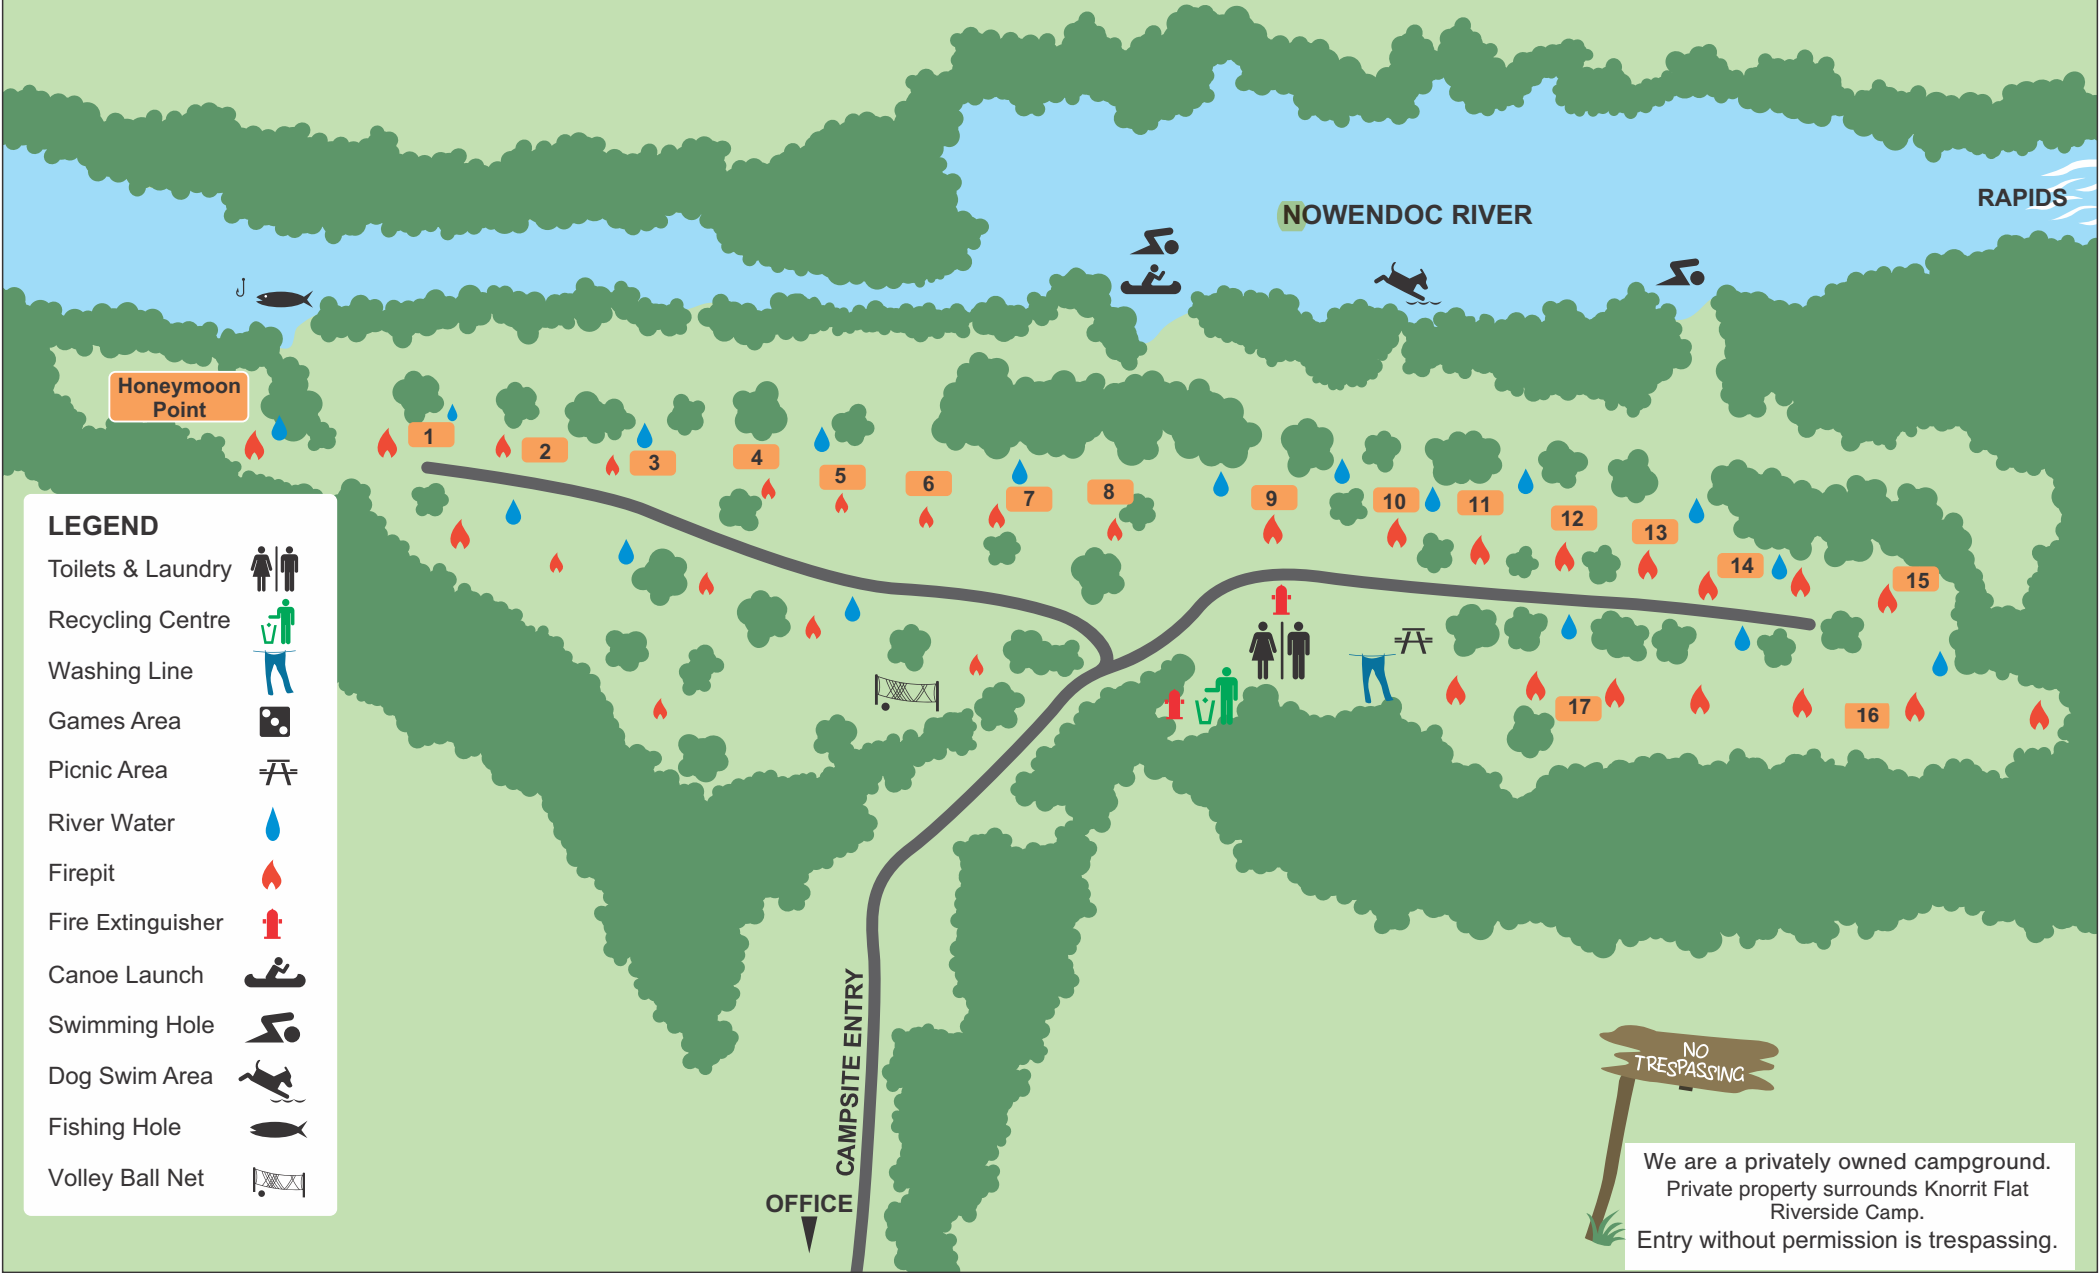 NOWENDOC RIVER
RAPIDS
Honeymoon
Point
1
2
3
4
5
6
7
8
9
10
11
12
13
14
15
16
17
LEGEND
Toilets & Laundry
Recycling Centre
Washing Line
Games Area
Picnic Area
River Water
Firepit
Fire Extinguisher
Canoe Launch
Swimming Hole
Dog Swim Area
Fishing Hole
Volley Ball Net
CAMPSITE ENTRY
OFFICE
NO
TRESPASSING
We are a privately owned campground.
Private property surrounds Knorrit Flat
Riverside Camp.
Entry without permission is trespassing.